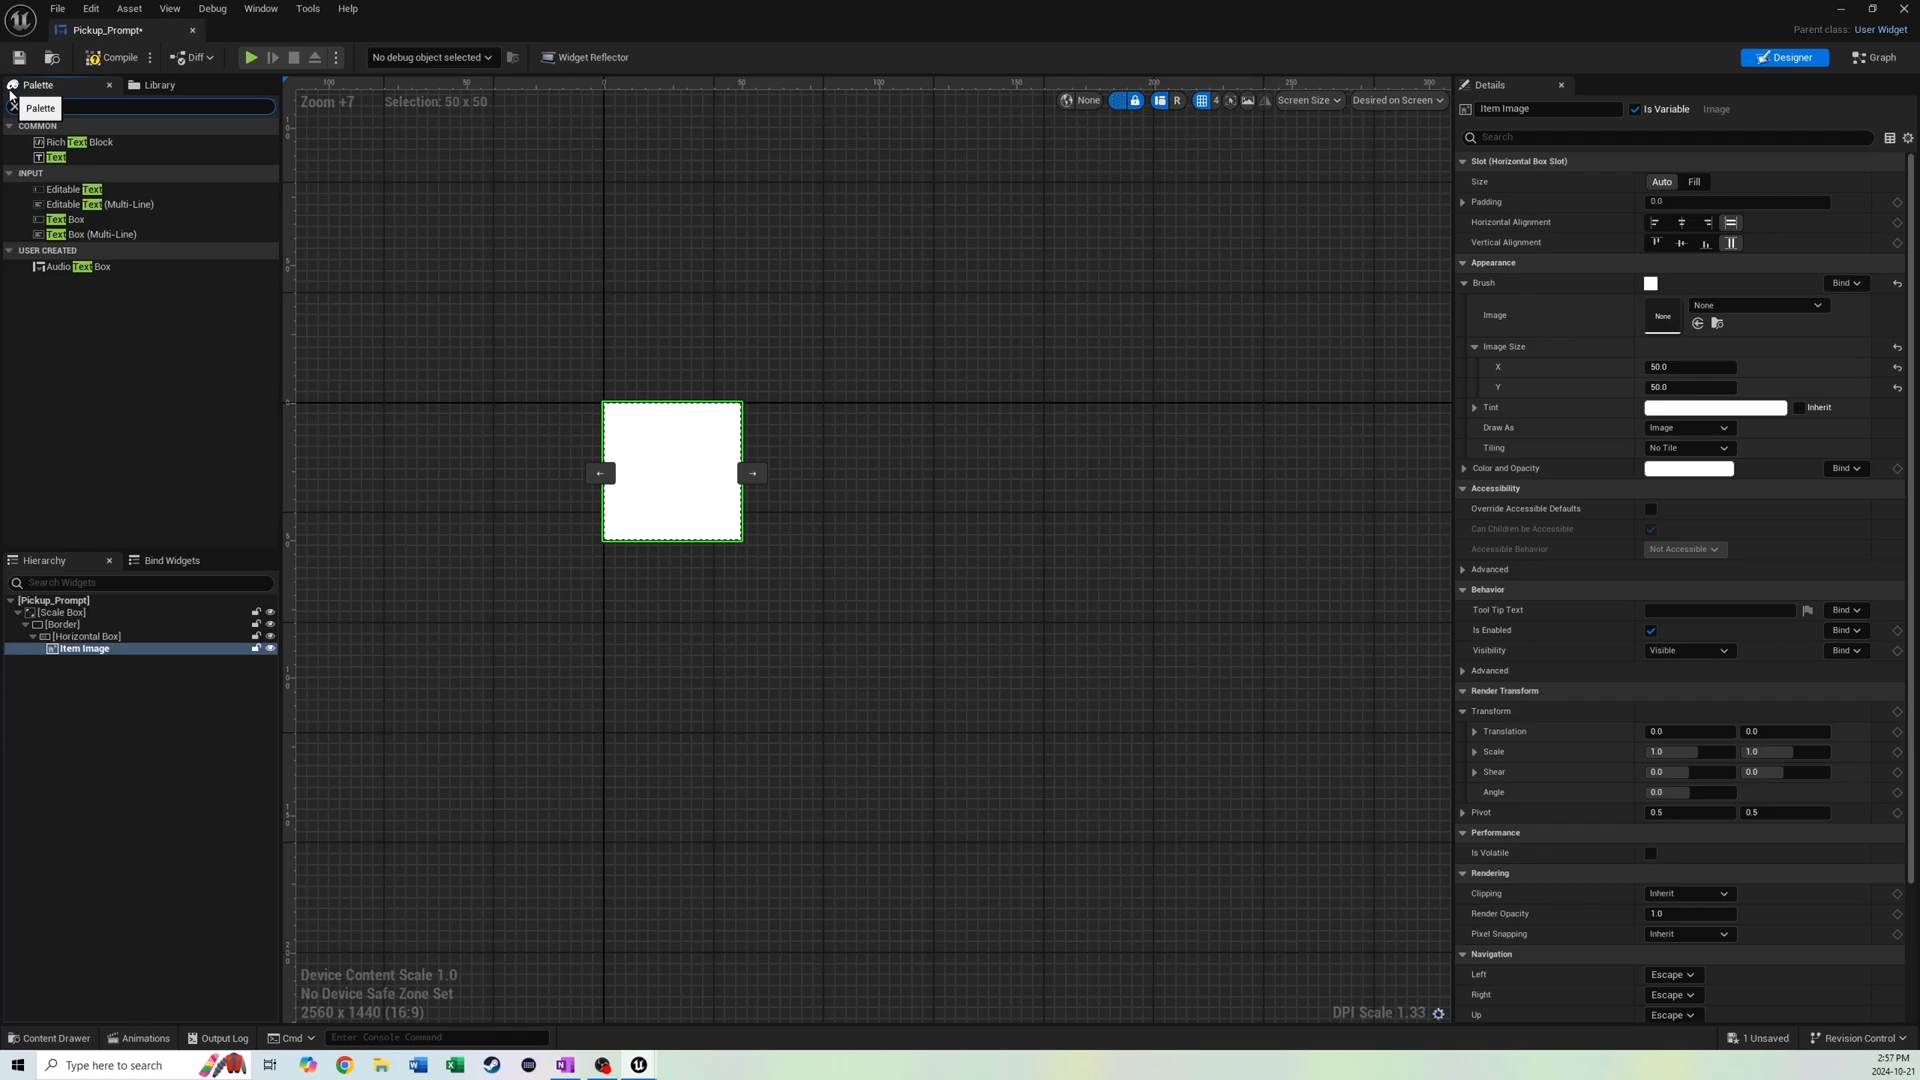 File Edit Asset View Debug Window Tools Help
Pickup_Prompt*
Parent class: User Widget
Compile Diff No debug object selected Widget Reflector Designer Graph
Palette Library
Palette
COMMON
Rich Text Block
Text
INPUT
Editable Text
Editable Text (Multi-Line)
Text Box
Text Box (Multi-Line)
USER CREATED
Audio Text Box
Hierarchy Bind Widgets
Search Widgets
[Pickup_Prompt]
[Scale Box]
[Border]
[Horizontal Box]
Item Image
100 50 0 50 100 150 200 250 300
Zoom +7 Selection: 50 x 50
None R 4 Screen Size Desired on Screen
Device Content Scale 1.0
No Device Safe Zone Set
2560 x 1440 (16:9)
DPI Scale 1.33
Details
Item Image Is Variable Image
Search
Slot (Horizontal Box Slot)
Size Auto Fill
Padding 0.0
Horizontal Alignment
Vertical Alignment
Appearance
Brush Bind
Image None None
Image Size
X 50.0
Y 50.0
Tint Inherit
Draw As Image
Tiling No Tile
Color and Opacity Bind
Accessibility
Override Accessible Defaults
Can Children be Accessible
Accessible Behavior Not Accessible
Advanced
Behavior
Tool Tip Text Bind
Is Enabled Bind
Visibility Visible Bind
Advanced
Render Transform
Transform
Translation 0.0 0.0
Scale 1.0 1.0
Shear 0.0 0.0
Angle 0.0
Pivot 0.5 0.5
Performance
Is Volatile
Rendering
Clipping Inherit
Render Opacity 1.0
Pixel Snapping Inherit
Navigation
Left Escape
Right Escape
Up Escape
Content Drawer Animations Output Log Cmd Enter Console Command 1 Unsaved Revision Control
Type here to search
2:57 PM
2024-10-21